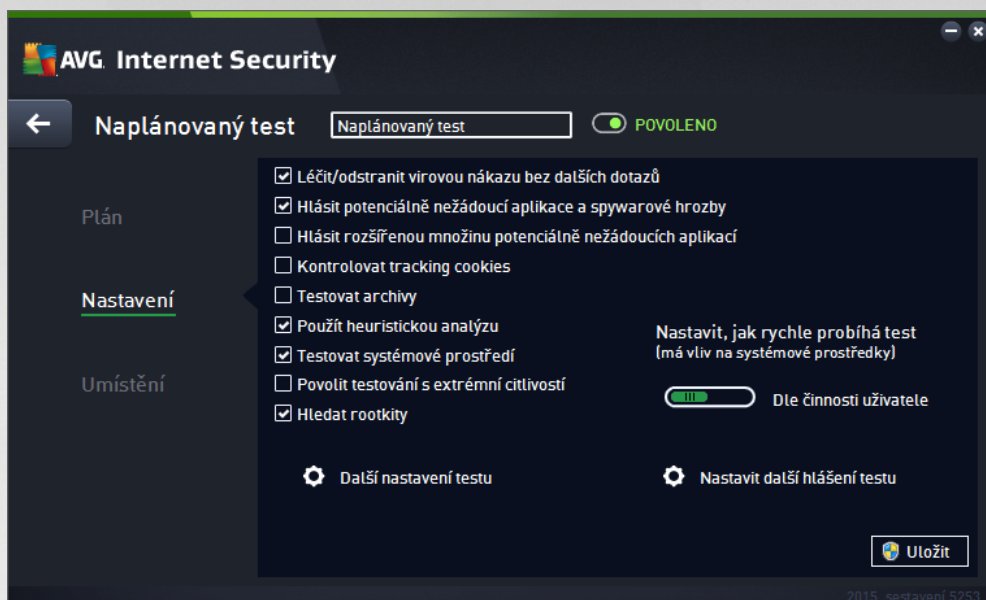 AVG. Internet Security
Naplánovaný test
Naplánovaný test
POVOLENO
Plán
Nastavení
Umístění
Léčit/odstranit virovou nákazu bez dalších dotazů
Hlásit potenciálně nežádoucí aplikace a spywarové hrozby
Hlásit rozšířenou množinu potenciálně nežádoucích aplikací
Kontrolovat tracking cookies
Testovat archivy
Použít heuristickou analýzu
Testovat systémové prostředí
Povolit testování s extrémní citlivostí
Hledat rootkity
Nastavit, jak rychle probíhá test
(má vliv na systémové prostředky)
Dle činnosti uživatele
Další nastavení testu
Nastavit další hlášení testu
Uložit
2015, sestavení 5253